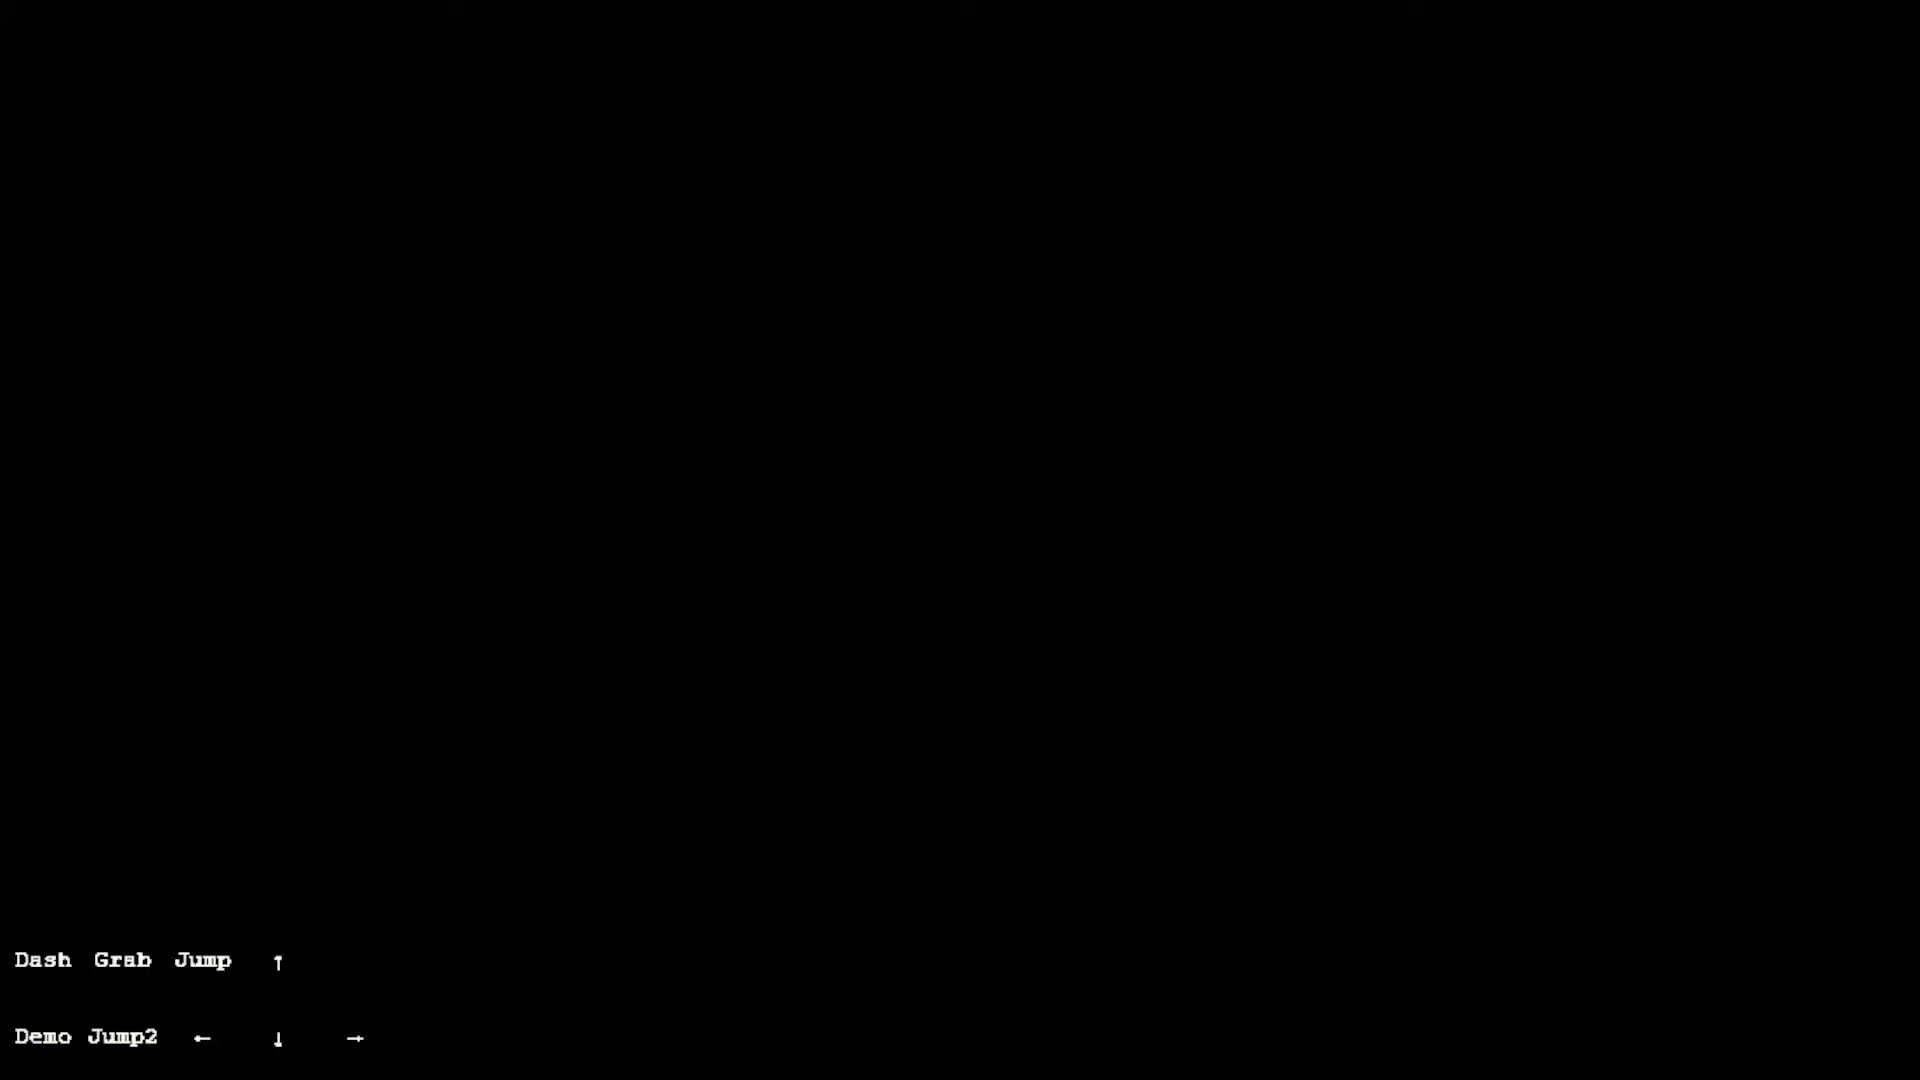 Dash Grab Jump ↑
Demo Jump2 ← ↓ →